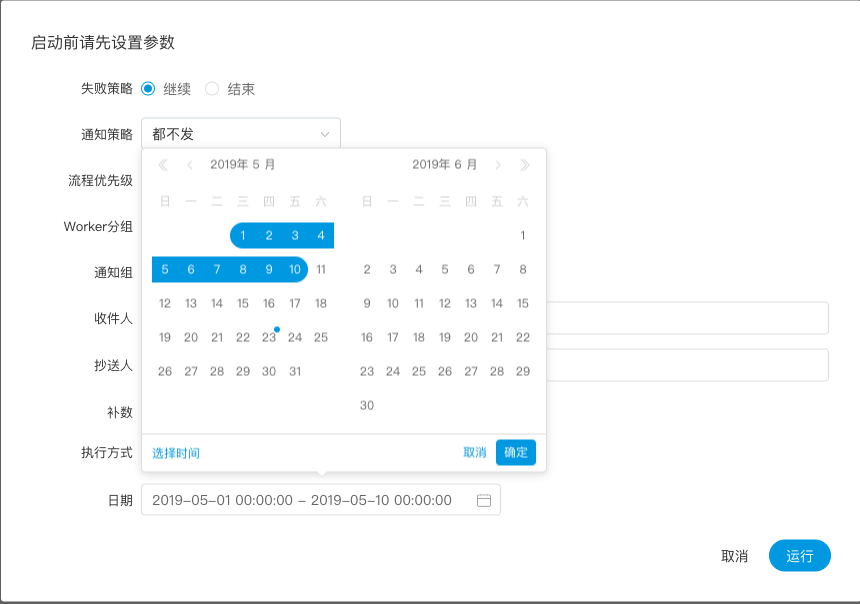 启动前请先设置参数
失败策略 继续 结束
通知策略 都不发
流程优先级
Worker分组
通知组
收件人
抄送人
补数
执行方式
2019年 5 月 2019年 6 月
日 一 二 三 四 五 六 日 一 二 三 四 五 六
1 2 3 4 1
5 6 7 8 9 10 11 2 3 4 5 6 7 8
12 13 14 15 16 17 18 9 10 11 12 13 14 15
19 20 21 22 23 24 25 16 17 18 19 20 21 22
26 27 28 29 30 31 23 24 25 26 27 28 29
30
选择时间 取消 确定
日期 2019-05-01 00:00:00 - 2019-05-10 00:00:00
取消 运行